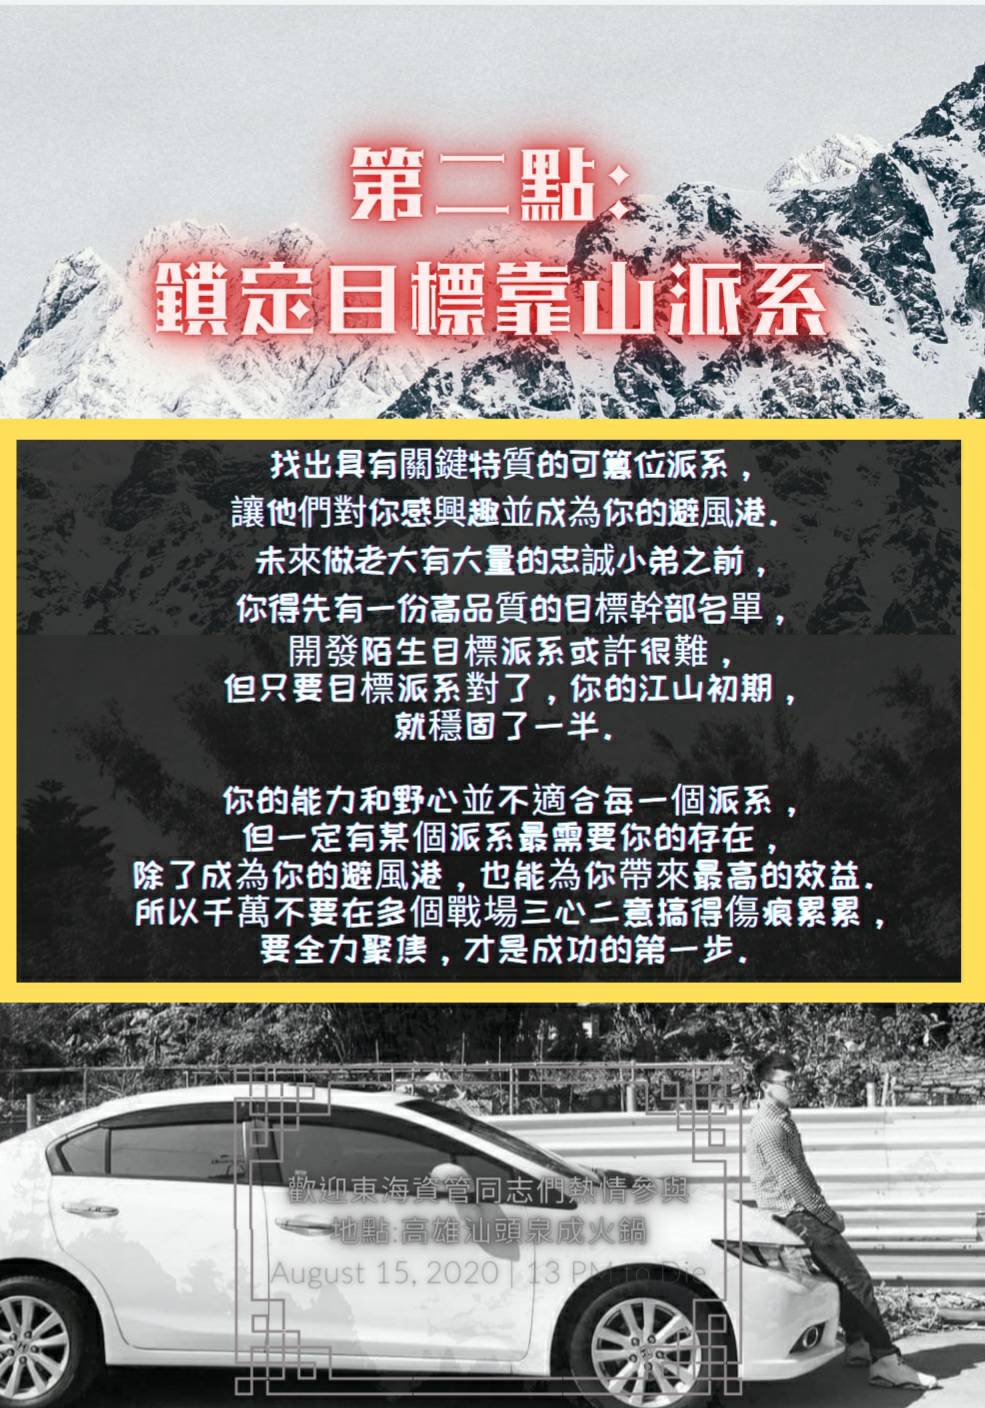 第二點:
鎖定目標靠山派系
找出具有關鍵特質的可篡位派系，
讓他們對你感興趣並成為你的避風港.
未來做老大有大量的忠誠小弟之前，
你得先有一份高品質的目標幹部名單，
開發陌生目標派系或許很難，
但只要目標派系對了，你的江山初期，
就穩固了一半.
你的能力和野心並不適合每一個派系，
但一定有某個派系最需要你的存在，
除了成為你的避風港，也能為你帶來最高的效益.
所以千萬不要在多個戰場三心二意搞得傷痕累累，
要全力聚焦，才是成功的第一步.
歡迎東海資管同志們熱情參與
地點:高雄汕頭泉成火鍋
August 15, 2020 | 13 PM to Die